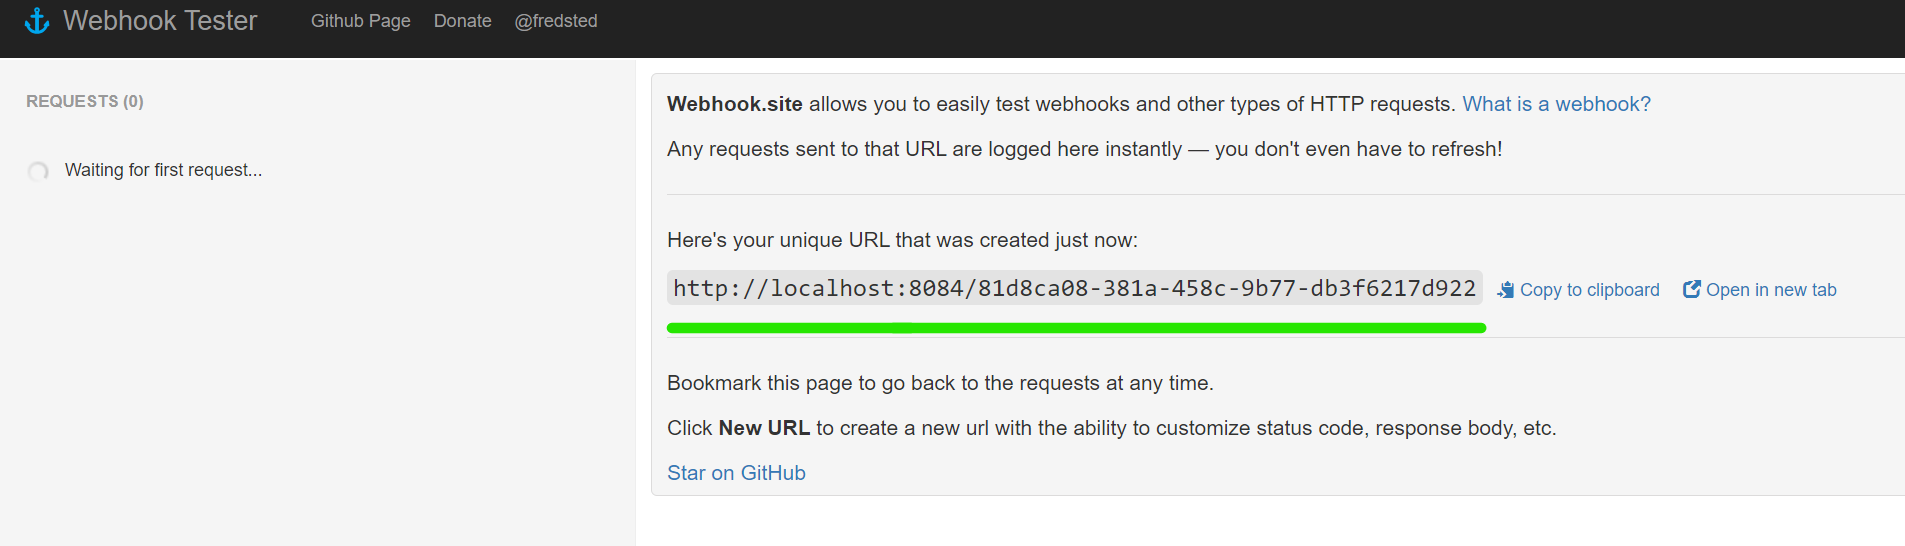 Webhook Tester Github Page Donate @fredsted
REQUESTS (0)
Waiting for first request...
Webhook.site allows you to easily test webhooks and other types of HTTP requests. What is a webhook?
Any requests sent to that URL are logged here instantly — you don't even have to refresh!
Here's your unique URL that was created just now:
http://localhost:8084/81d8ca08-381a-458c-9b77-db3f6217d922 Copy to clipboard Open in new tab
Bookmark this page to go back to the requests at any time.
Click New URL to create a new url with the ability to customize status code, response body, etc.
Star on GitHub